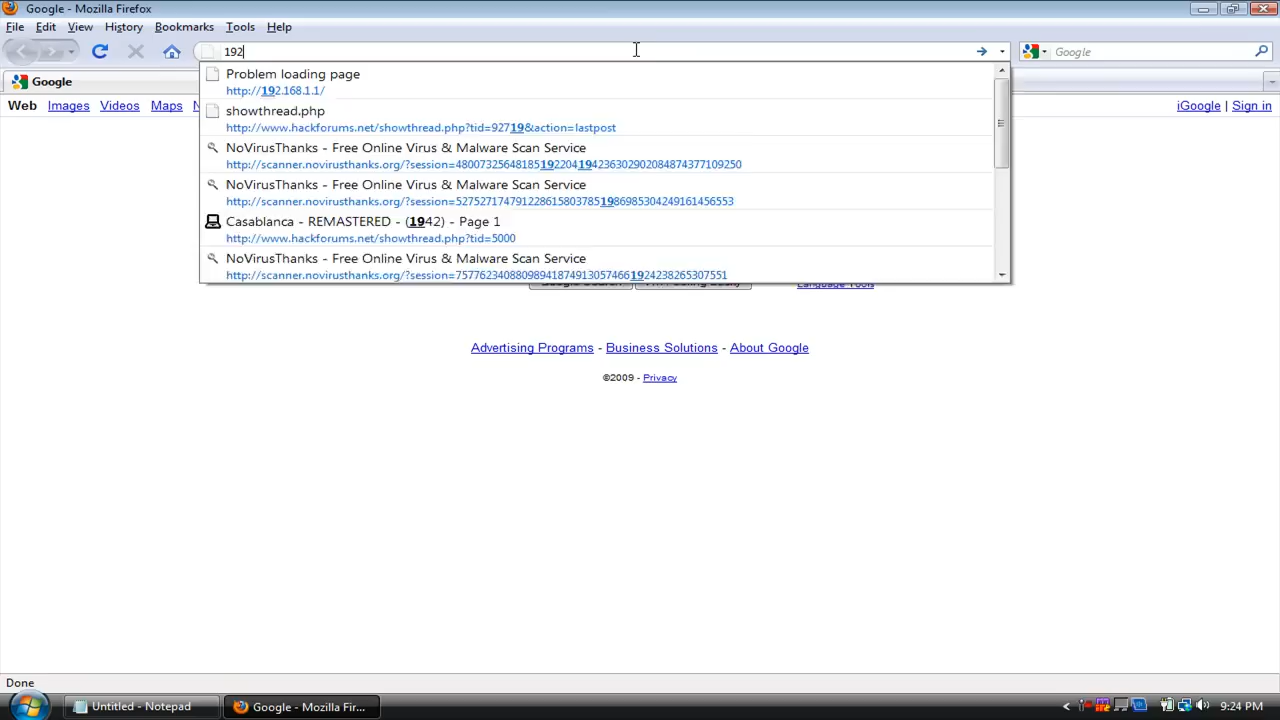 Google - Mozilla Firefox
File Edit View History Bookmarks Tools Help
192 Google
Google
Web Images Videos Maps iGoogle | Sign in
Problem loading page
http://192.168.1.1/
showthread.php
http://www.hackforums.net/showthread.php?tid=92719&action=lastpost
NoVirusThanks - Free Online Virus & Malware Scan Service
http://scanner.novirusthanks.org/?session=48007325648185192204194236302902084874377109250
NoVirusThanks - Free Online Virus & Malware Scan Service
http://scanner.novirusthanks.org/?session=527527174791228615803785198698530424916145655​3
Casablanca - REMASTERED - (1942) - Page 1
http://www.hackforums.net/showthread.php?tid=5000
NoVirusThanks - Free Online Virus & Malware Scan Service
http://scanner.novirusthanks.org/?session=75776234088098941874913057466192423826530755​1
Language Tools
Advertising Programs - Business Solutions - About Google
©2009 - Privacy
Done
Untitled - Notepad Google - Mozilla Fir... 9:24 PM